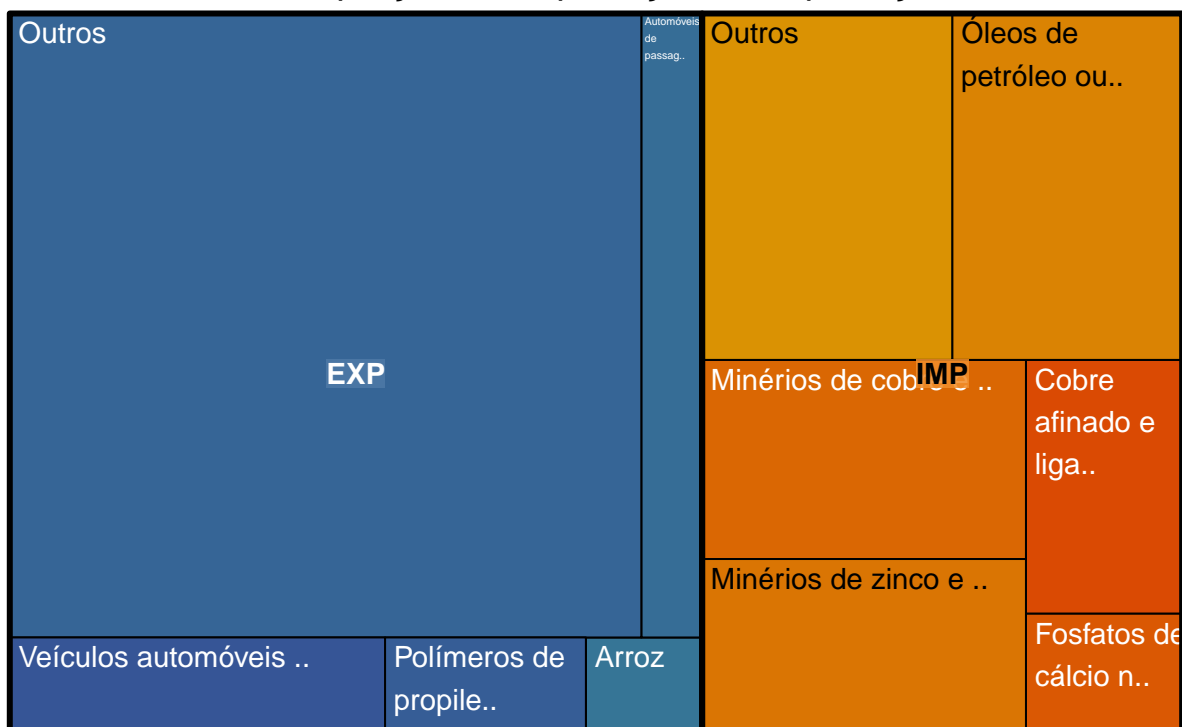 Outros
Automóveis
de
passag..
EXP
Veículos automóveis ..
Polímeros de
propile..
Arroz
Outros
Óleos de
petróleo ou..
IMP
Minérios de cobre e ..
Cobre
afinado e
liga..
Minérios de zinco e ..
Fosfatos de
cálcio n..